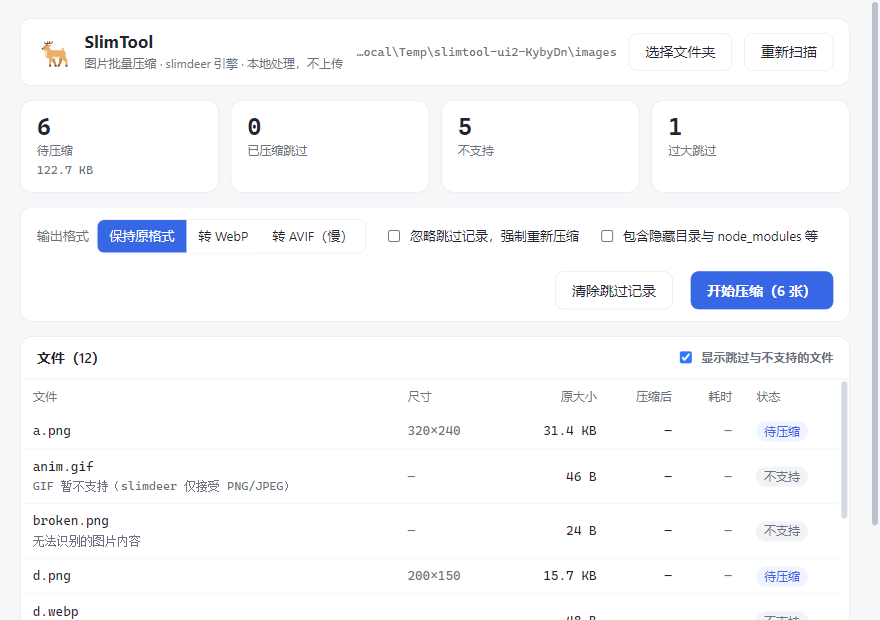 SlimTool
图片批量压缩 · slimdeer 引擎 · 本地处理，不上传
…ocal\Temp\slimtool-ui2-KybyDn\images
选择文件夹
重新扫描
6
待压缩
122.7 KB
0
已压缩跳过
5
不支持
1
过大跳过
输出格式 保持原格式 转 WebP 转 AVIF（慢） 忽略跳过记录，强制重新压缩 包含隐藏目录与 node_modules 等
清除跳过记录 开始压缩（6 张）
文件（12） 显示跳过与不支持的文件
文件 尺寸 原大小 压缩后 耗时 状态
a.png 320×240 31.4 KB — — 待压缩
anim.gif
GIF 暂不支持（slimdeer 仅接受 PNG/JPEG） — 46 B — — 不支持
broken.png
无法识别的图片内容 — 24 B — — 不支持
d.png 200×150 15.7 KB — — 待压缩
d.webp